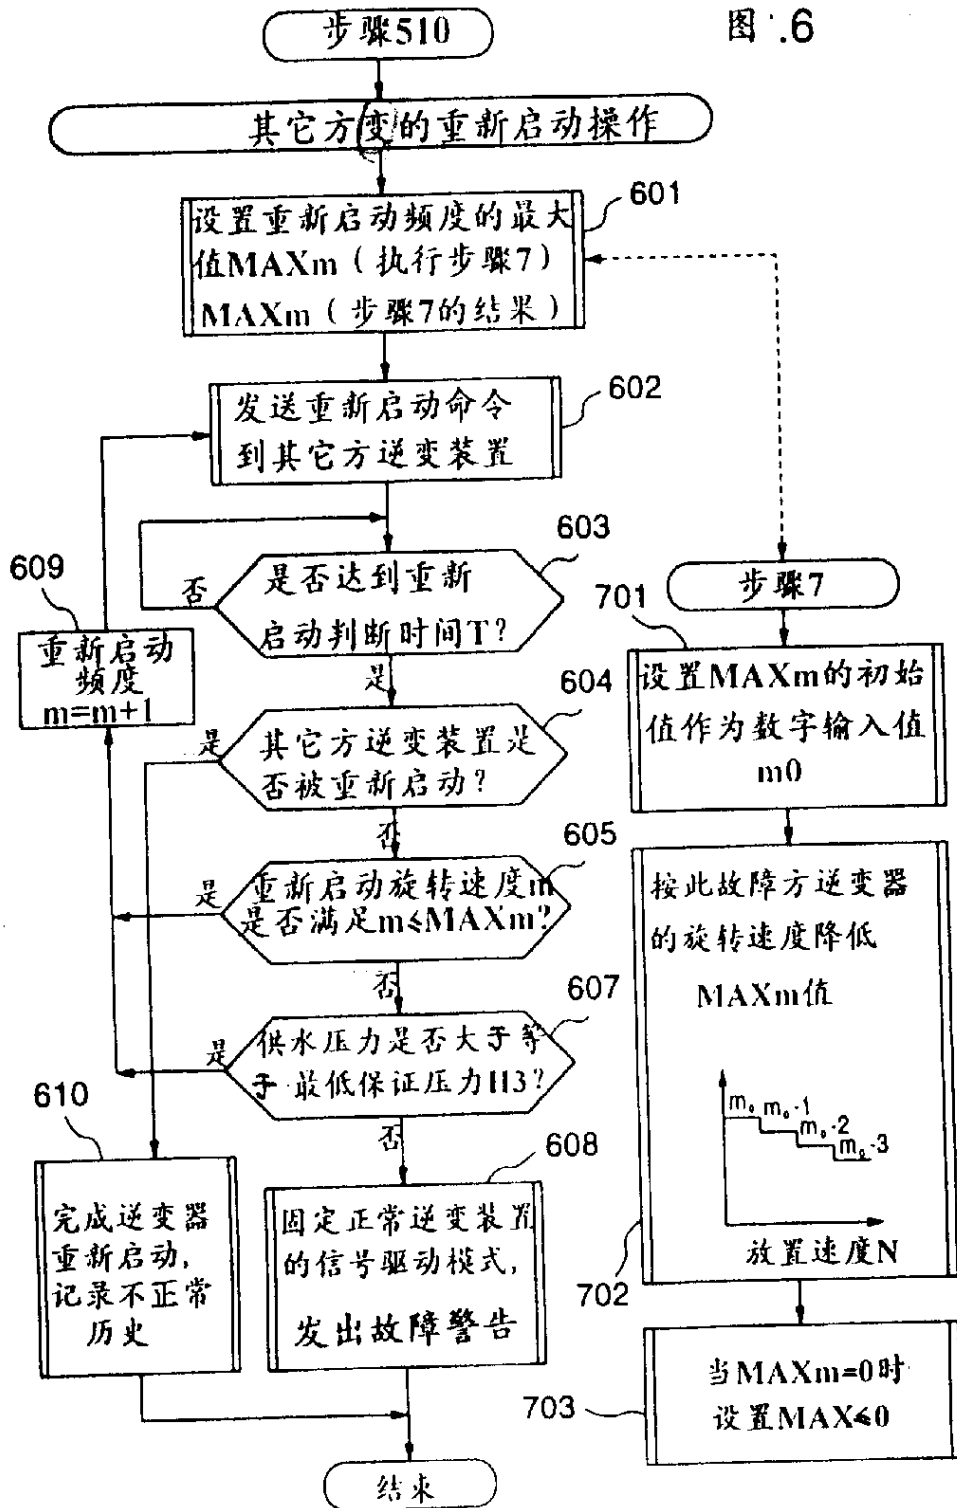 图 .6
步骤510
其它方变的重新启动操作
601
设置重新启动频度的最大
值MAXm（执行步骤7）
MAXm（步骤7的结果）
602
发送重新启动命令
到其它方逆变装置
603
是否达到重新
启动判断时间T?
否
是
609
重新启动
频度
m=m+1
604
其它方逆变装置是
否被重新启动?
是
否
605
重新启动旋转速度m
是否满足m≤MAXm?
是
否
607
供水压力是否大于等
于最低保证压力H3?
是
否
610
完成逆变器
重新启动,
记录不正常
历史
608
固定正常逆变装置
的信号驱动模式,
发出故障警告
结束
步骤7
701
设置MAXm的初始
值作为数字输入值
m0
按此故障方逆变器
的旋转速度降低
MAXm值
m₀
m₀-1
m₀-2
m₀-3
放置速度N
702
703
当MAXm=0时
设置MAX≤0